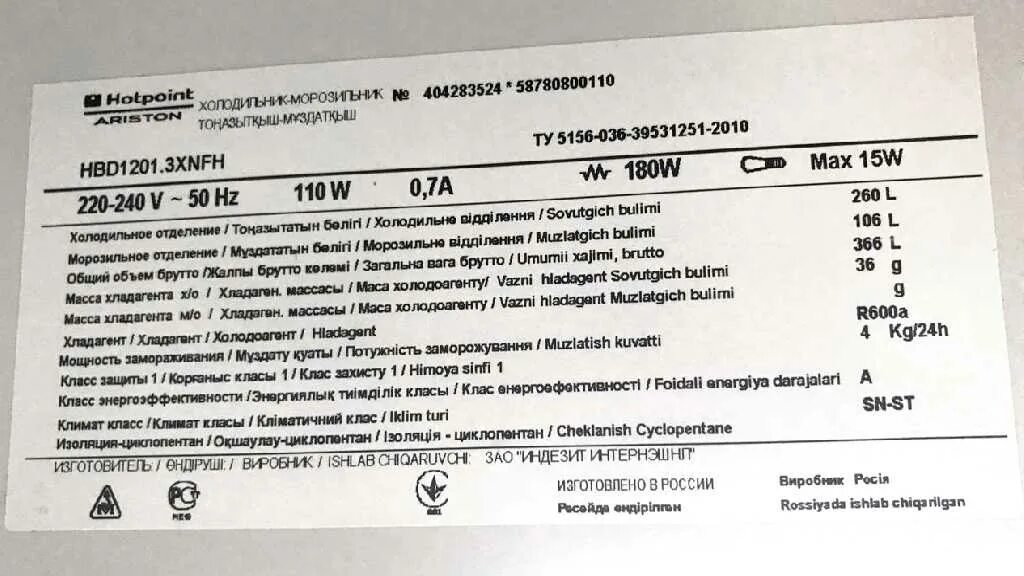 Hotpoint
ARISTON
ХОЛОДИЛЬНИК-МОРОЗИЛЬНИК № 404283524 * 58780800110
ТОҢАЗЫТҚЫШ-МҰЗДАТҚЫШ
ТУ 5156-036-39531251-2010
HBD1201.3XNFH
220-240 V ~ 50 Hz 110 W 0,7A 180W Max 15W
Холодильное отделение / Тоңазытатын бөлігі / Холодильне відділення / Sovutgich bulimi 260 L
Морозильное отделение / Мұздататын бөлігі / Морозильне відділення / Muzlatgich bulimi 106 L
Общий объем брутто /Жалпы брутто көлемі / Загальна вага брутто / Umumii xajimi, brutto 366 L
Масса хладагента х/о / Хладаген. массасы / Маса холодоагенту/ Vazni hladagent Sovutgich bulimi 36 g
Масса хладагента м/о / Хладаген. массасы / Маса холодоагенту / Vazni hladagent Muzlatgich bulimi g
Хладагент / Хладагент / Холодоагент / Hladagent R600a
Мощность замораживания / Мұздату қуаты / Потужність заморожування / Muzlatish kuvatti 4 Kg/24h
Класс защиты 1 / Корғаныс класы 1 / Клас захисту 1 / Himoya sinfi 1
Класс энергоэффективности / Энергиялық тиімділік класы / Клас енергоефективності / Foidali energiya darajalari A
Климат класс / Климат класы / Кліматичний клас / Iklim turi SN-ST
Изоляция-циклопентан / Оқшаулау-циклопентан / Ізоляція - циклопентан / Cheklanish Cyclopentane
ИЗГОТОВИТЕЛЬ / ӨНДІРУШІ: / ВИРОБНИК / ISHLAB CHIQARUVCHI: ЗАО "ИНДЕЗИТ ИНТЕРНЭШНЛ"
ИЗГОТОВЛЕНО В РОССИИ Виробник Росія
Ресейде өндірілген Rossiyada ishlab chiqarilgan